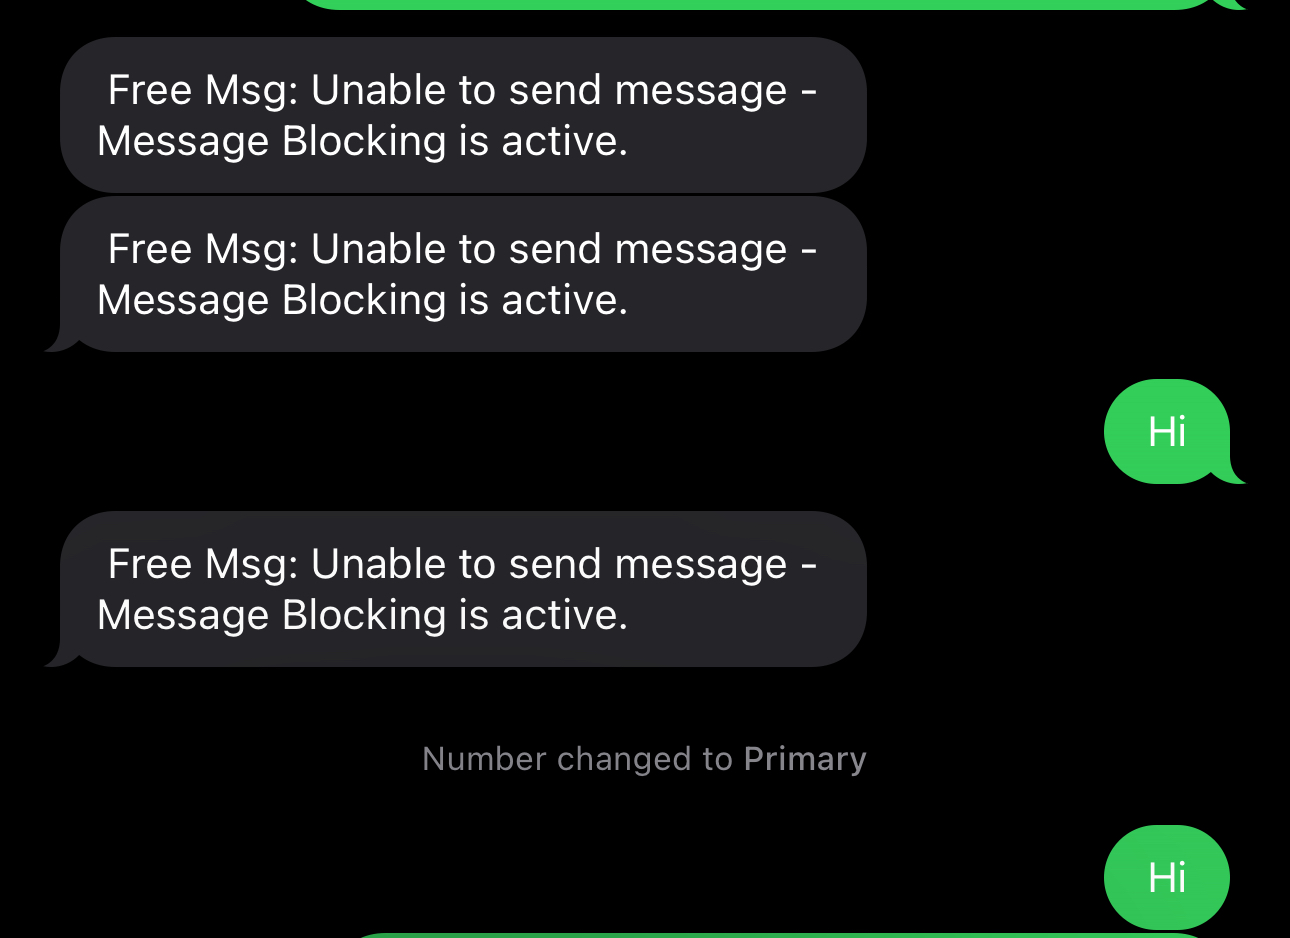 Free Msg: Unable to send message -
Message Blocking is active.
Free Msg: Unable to send message -
Message Blocking is active.
Hi
Free Msg: Unable to send message -
Message Blocking is active.
Number changed to Primary
Hi